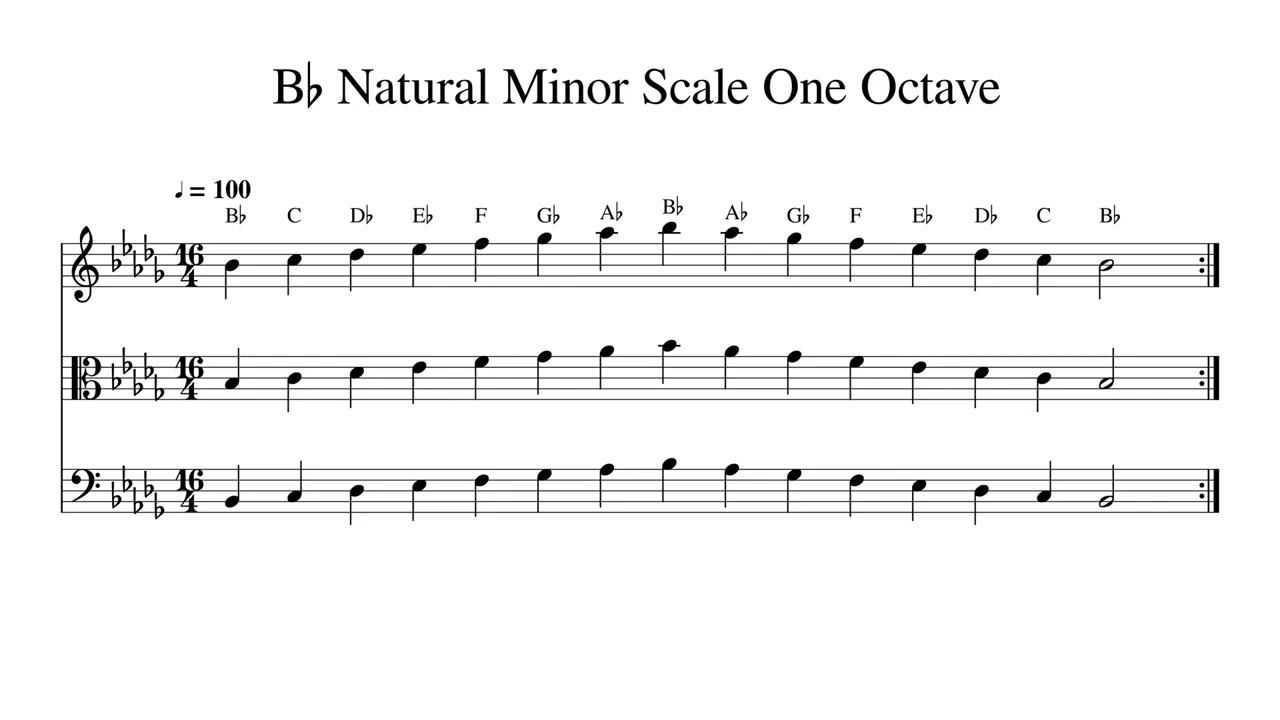 B♭ Natural Minor Scale One Octave
♩ = 100
B♭ C D♭ E♭ F G♭ A♭ B♭ A♭ G♭ F E♭ D♭ C B♭
16
4
16
4
16
4